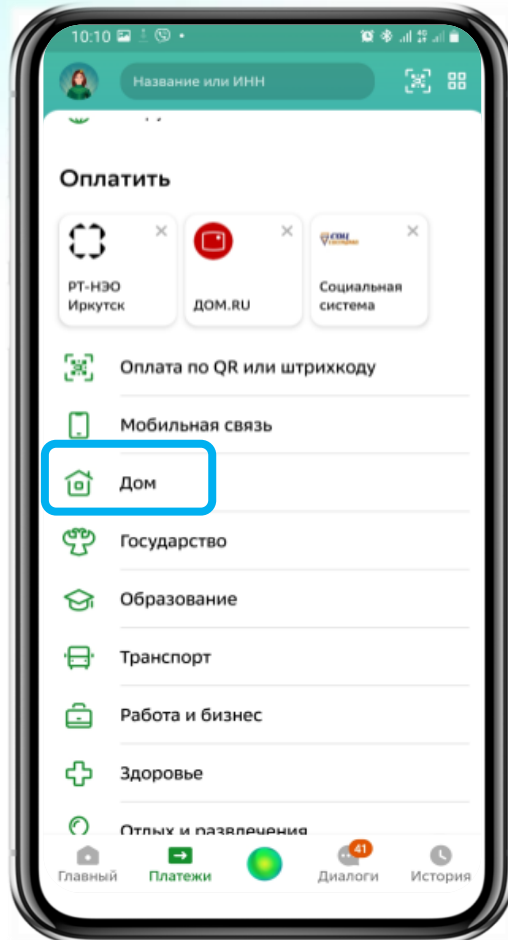 10:10
Название или ИНН
Оплатить
РТ-НЭО
Иркутск
ДОМ.RU
СОЦ
Социальная
система
Оплата по QR или штрихкоду
Мобильная связь
Дом
Государство
Образование
Транспорт
Работа и бизнес
Здоровье
Отдых и развлечения
41
Главный
Платежи
Диалоги
История